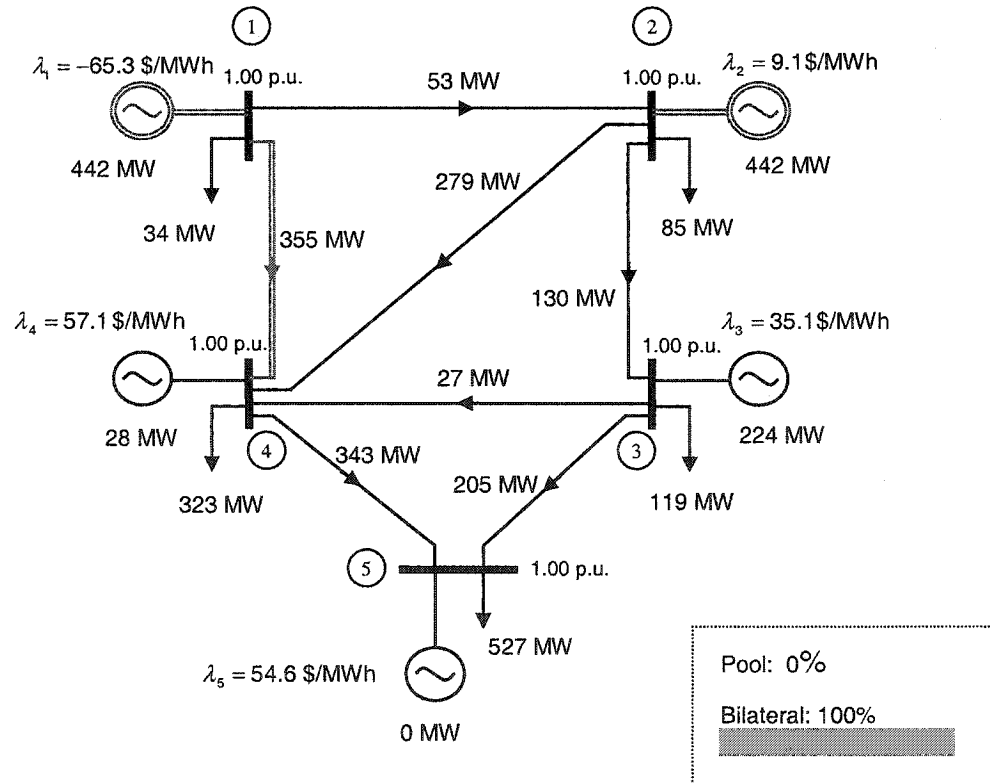 1
2
λ₁ = −65.3 $/MWh
1.00 p.u.
53 MW
1.00 p.u.
λ₂ = 9.1$/MWh
442 MW
34 MW
355 MW
279 MW
130 MW
85 MW
442 MW
λ₄ = 57.1$/MWh
1.00 p.u.
27 MW
1.00 p.u.
λ₃ = 35.1$/MWh
28 MW
323 MW
4
343 MW
205 MW
3
119 MW
224 MW
5
1.00 p.u.
527 MW
λ₅ = 54.6 $/MWh
0 MW
Pool: 0%
Bilateral: 100%